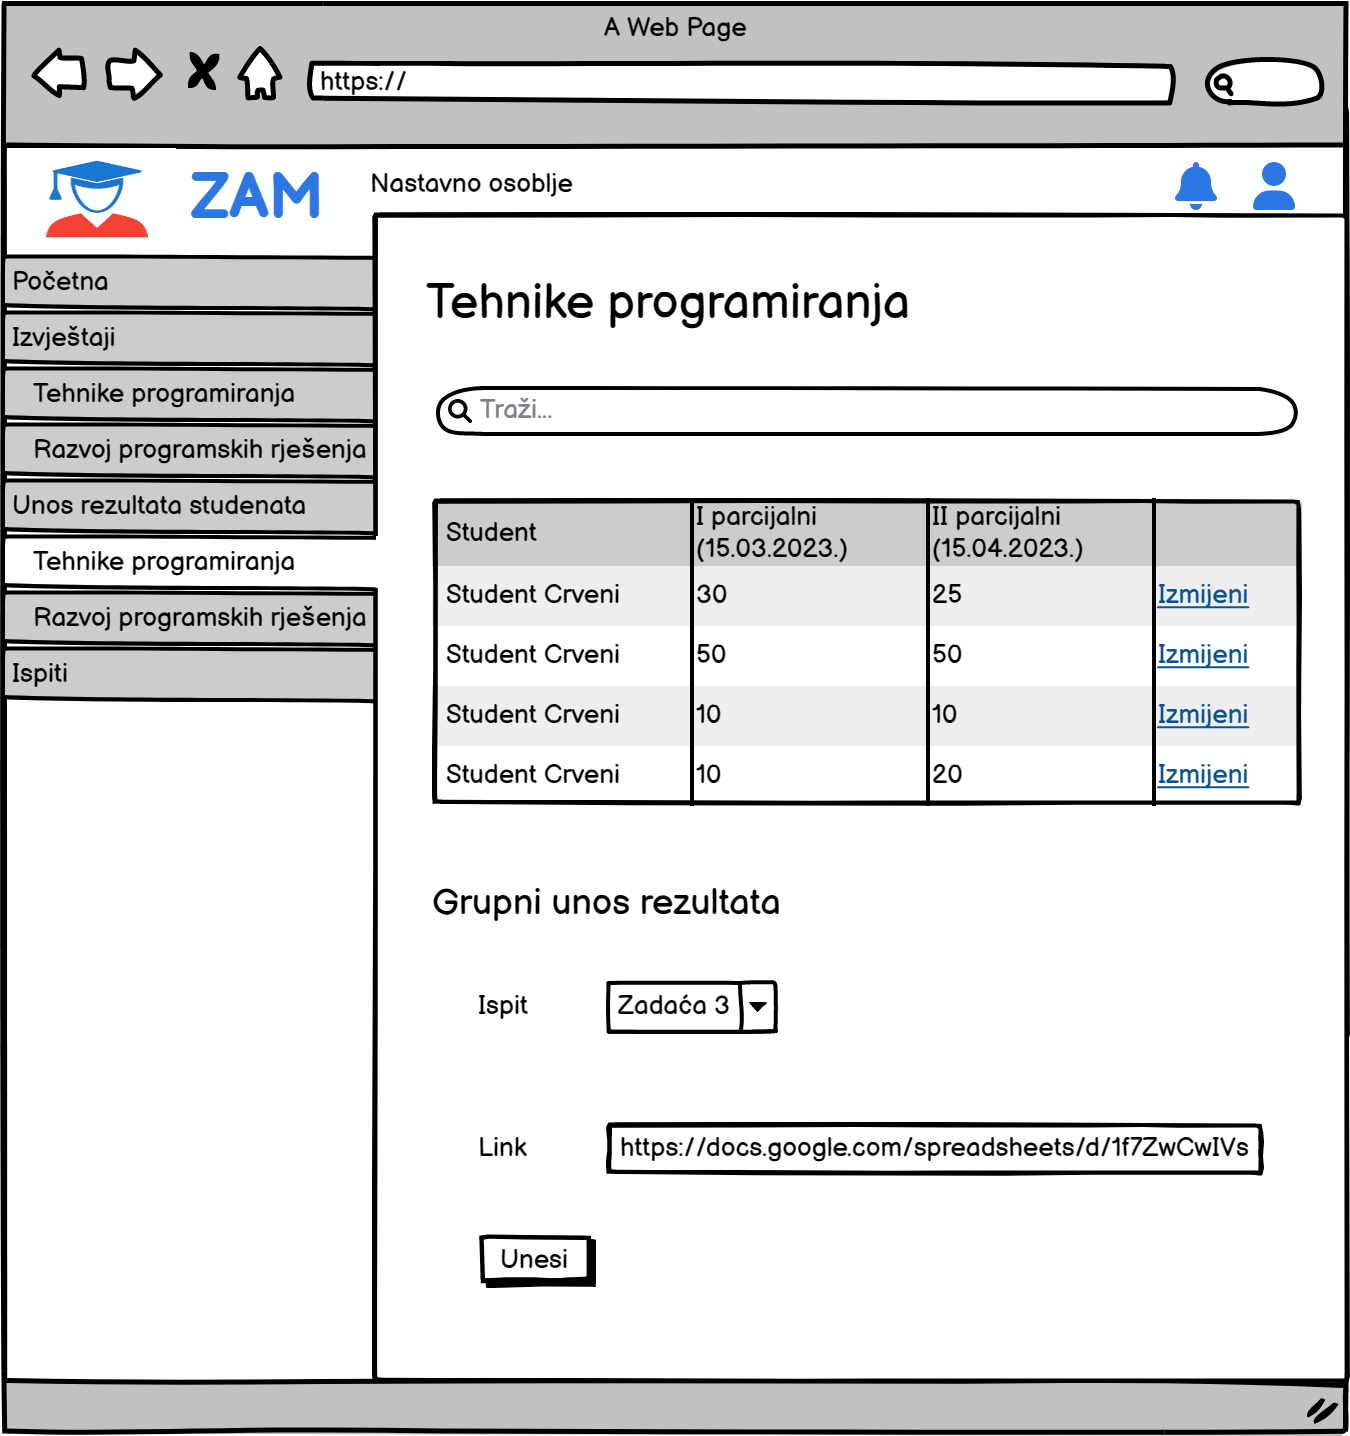 A Web Page
https://
ZAM
Nastavno osoblje
Početna
Izvještaji
Tehnike programiranja
Razvoj programskih rješenja
Unos rezultata studenata
Tehnike programiranja
Razvoj programskih rješenja
Ispiti
Tehnike programiranja
Traži...
Student I parcijalni (15.03.2023.) II parcijalni (15.04.2023.)
Student Crveni 30 25 Izmijeni
Student Crveni 50 50 Izmijeni
Student Crveni 10 10 Izmijeni
Student Crveni 10 20 Izmijeni
Grupni unos rezultata
Ispit Zadaća 3
Link https://docs.google.com/spreadsheets/d/1f7ZwCwIVs
Unesi